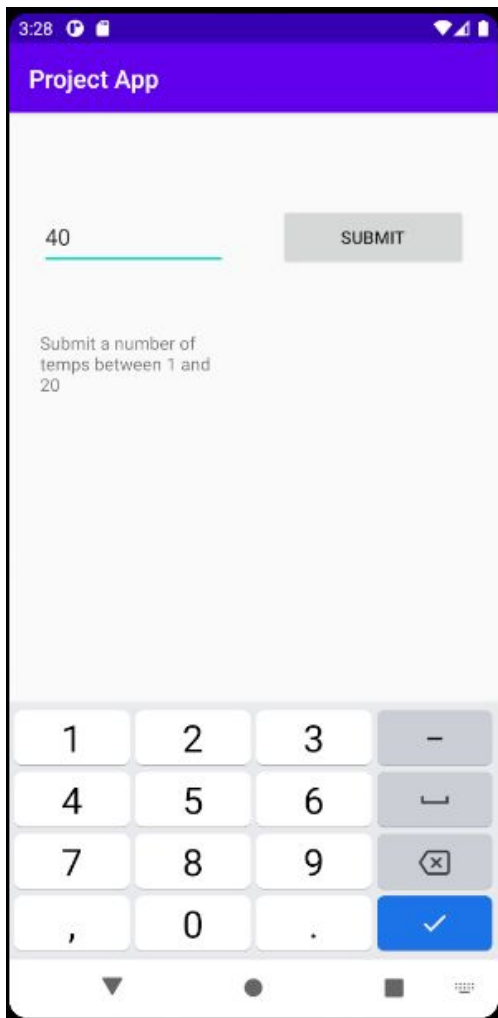 3:28
Project App
40
SUBMIT
Submit a number of
temps between 1 and
20
1 2 3 -
4 5 6
7 8 9
, 0 .